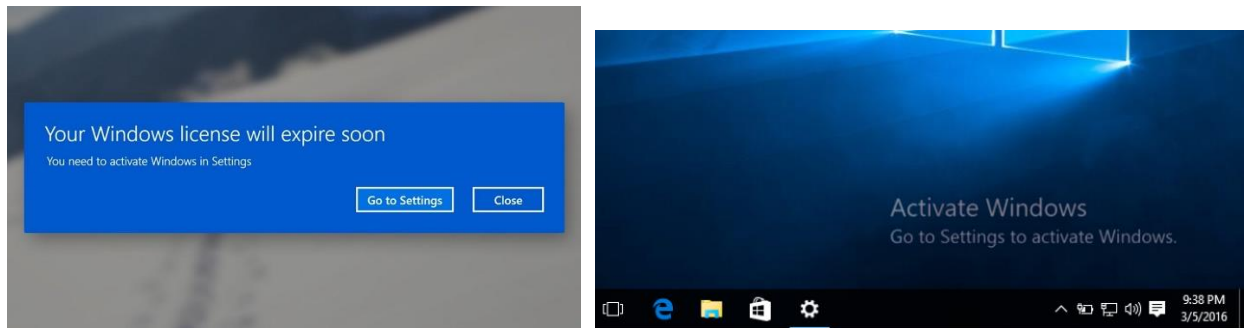 Your Windows license will expire soon
You need to activate Windows in Settings
Go to Settings Close
Activate Windows
Go to Settings to activate Windows.
9:38 PM
3/5/2016